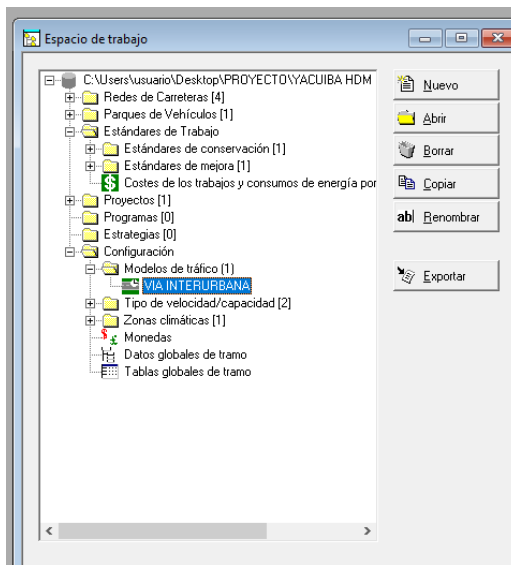 Espacio de trabajo
C:\Users\usuario\Desktop\PROYECTO\YACUIBA HDM
Redes de Carreteras [4]
Parques de Vehículos [1]
Estándares de Trabajo
Estándares de conservación [1]
Estándares de mejora [1]
Costes de los trabajos y consumos de energía por
Proyectos [1]
Programas [0]
Estrategias [0]
Configuración
Modelos de tráfico [1]
VIA INTERURBANA
Tipo de velocidad/capacidad [2]
Zonas climáticas [1]
Monedas
Datos globales de tramo
Tablas globales de tramo
Nuevo
Abrir
Borrar
Copiar
ab Renombrar
Exportar